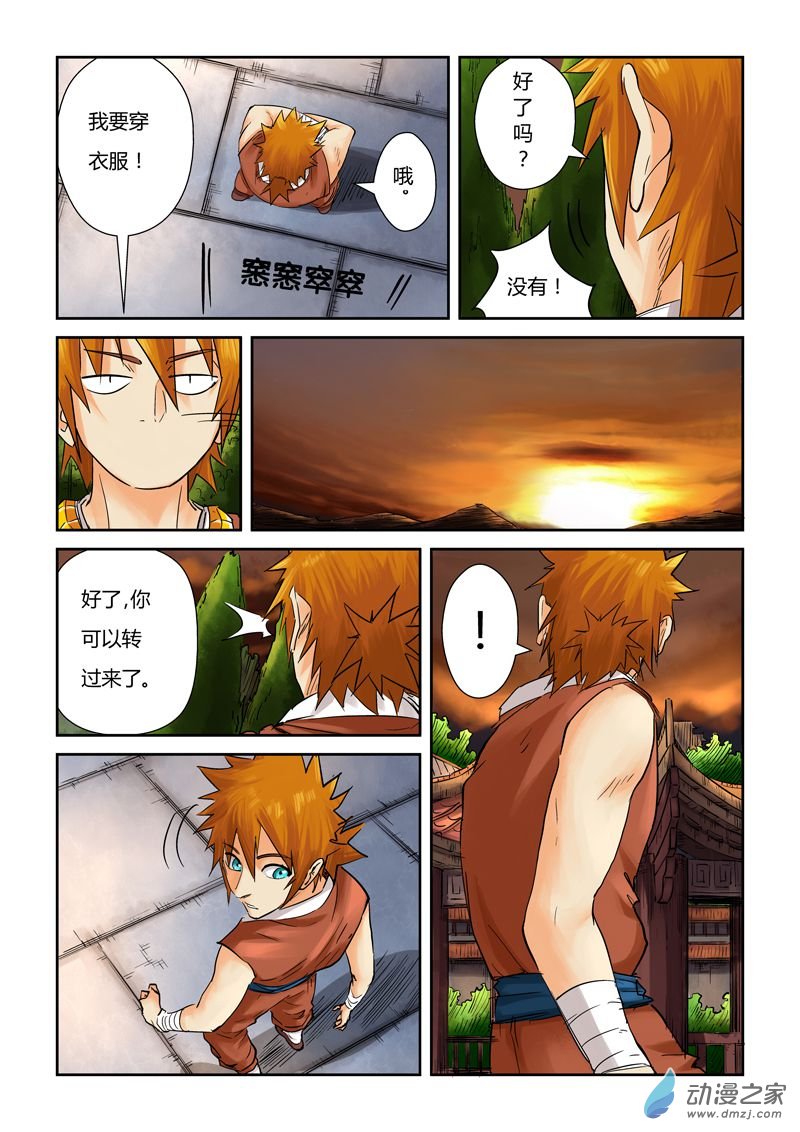 我要穿
衣服！
哦。
窸窸窣窣
好了吗？
没有！
好了,你
可以转
过来了。
！
动漫之家
www.dmzj.com